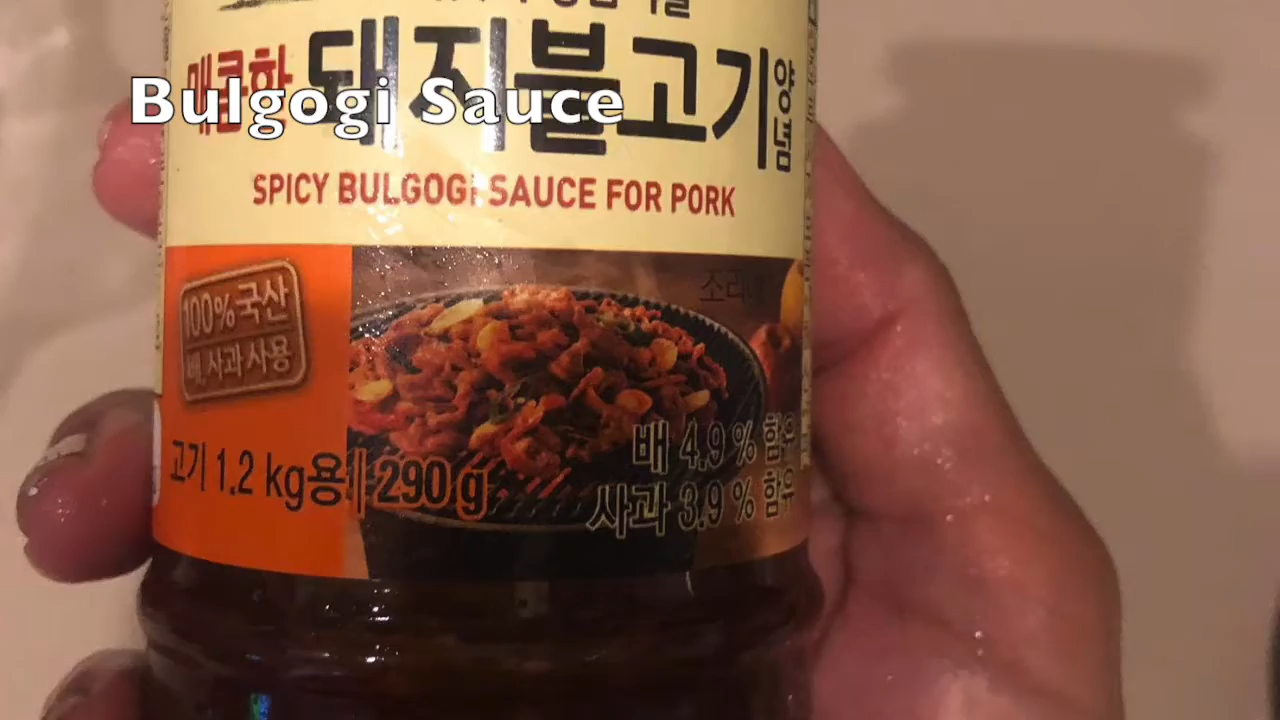 매콤한 돼지불고기 양념
Bulgogi Sauce
SPICY BULGOGI SAUCE FOR PORK
100% 국산
배, 사과 사용
고기 1.2 kg용 | 290 g
배 4.9 % 함유
사과 3.9 % 함유